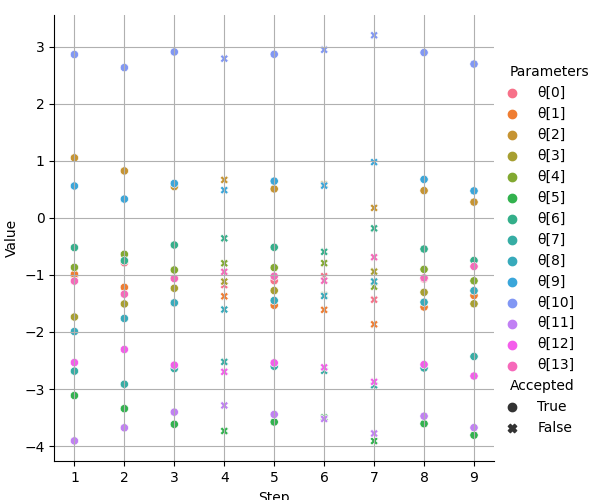 3
2
1
0
−1
−2
−3
−4
Value
1 2 3 4 5 6 7 8 9
Step
Parameters
θ[0]
θ[1]
θ[2]
θ[3]
θ[4]
θ[5]
θ[6]
θ[7]
θ[8]
θ[9]
θ[10]
θ[11]
θ[12]
θ[13]
Accepted
True
False